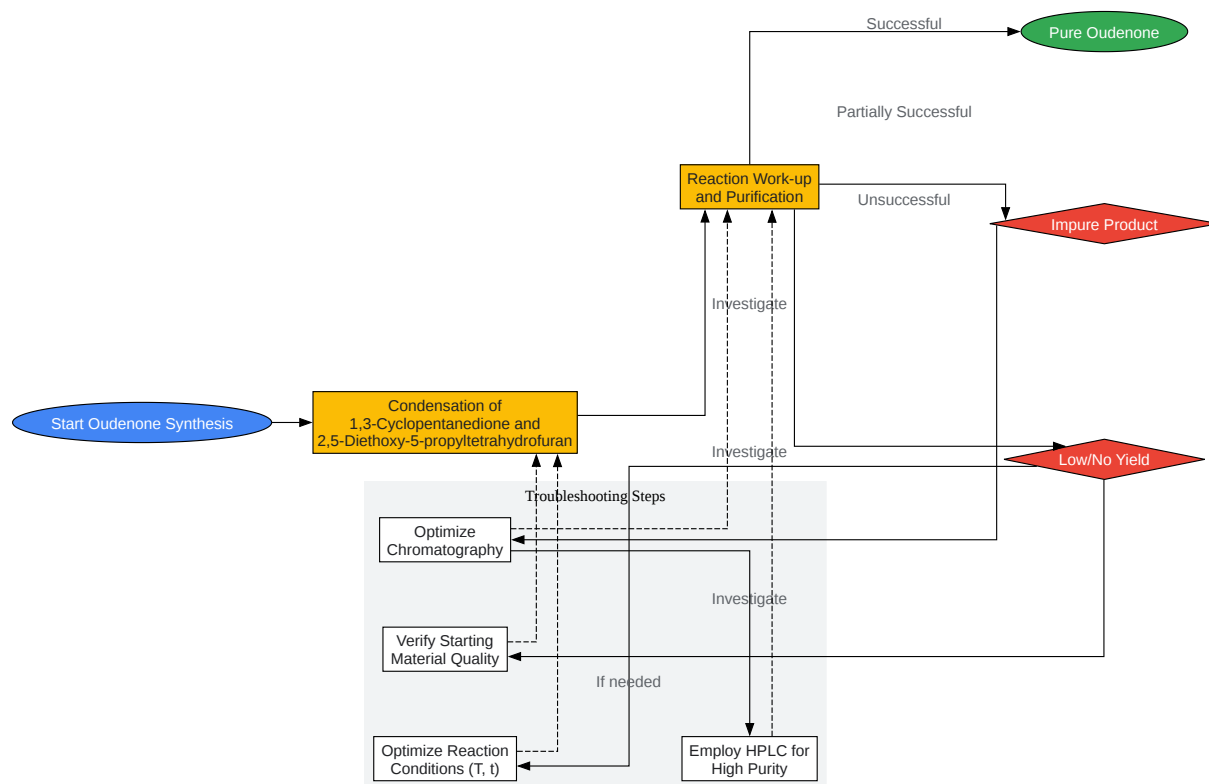 Successful
Pure Oudenone
Partially Successful
Reaction Work-up
and Purification
Unsuccessful
Impure Product
Investigate
Start Oudenone Synthesis
Condensation of
1,3-Cyclopentanedione and
2,5-Diethoxy-5-propyltetrahydrofuran
Investigate
Low/No Yield
Troubleshooting Steps
Optimize
Chromatography
Investigate
Verify Starting
Material Quality
If needed
Optimize Reaction
Conditions (T, t)
Employ HPLC for
High Purity